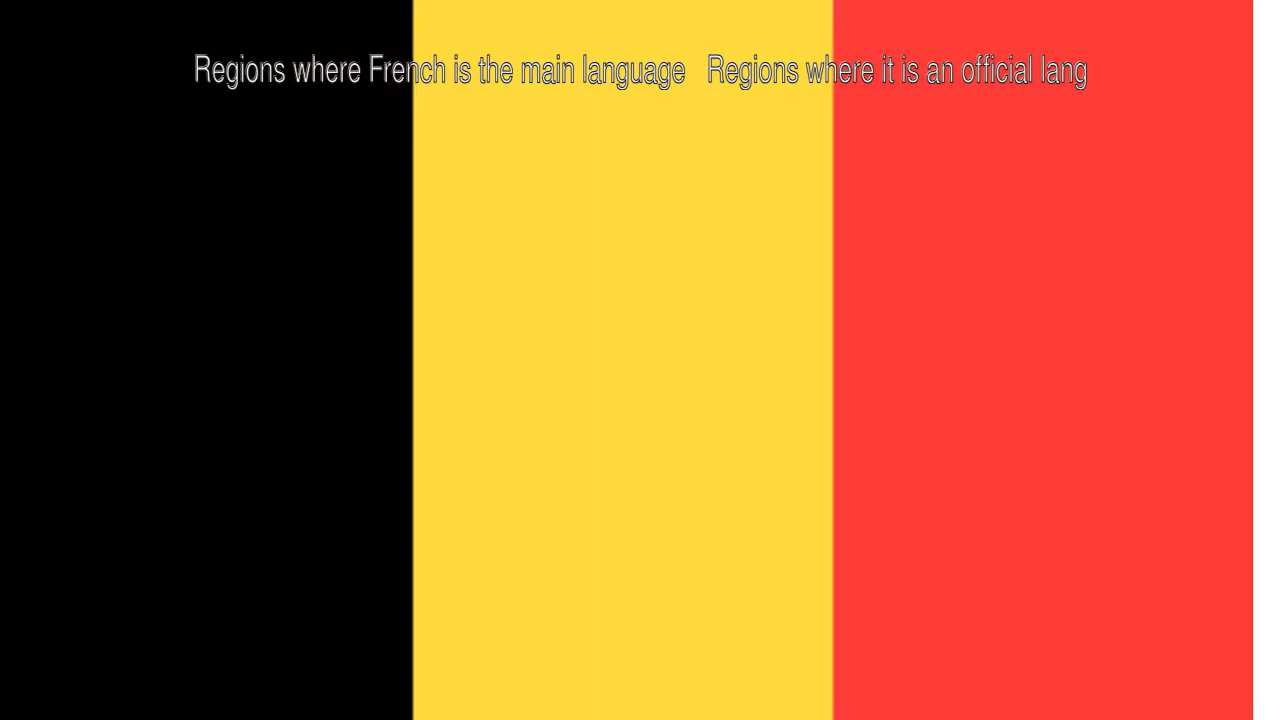 Regions where French is the main language   Regions where it is an official lang